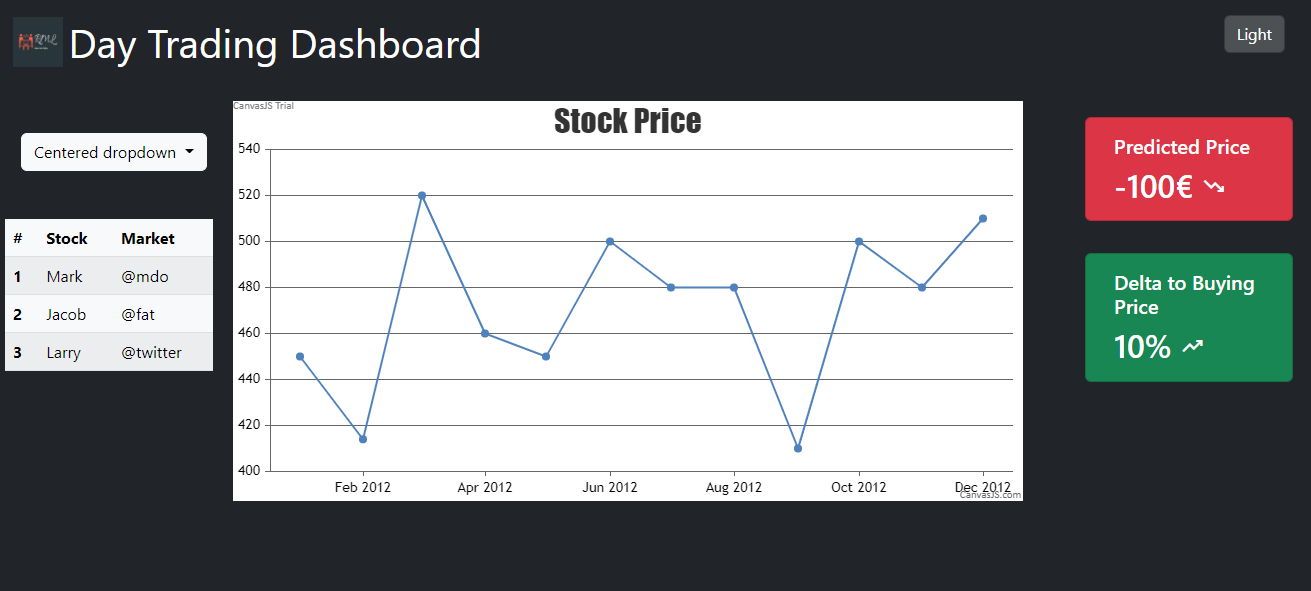 Day Trading Dashboard
Light
Centered dropdown
# Stock Market
1 Mark @mdo
2 Jacob @fat
3 Larry @twitter
CanvasJS Trial
Stock Price
540
520
500
480
460
440
420
400
Feb 2012 Apr 2012 Jun 2012 Aug 2012 Oct 2012 Dec 2012
CanvasJS.com
Predicted Price
-100€
Delta to Buying
Price
10%